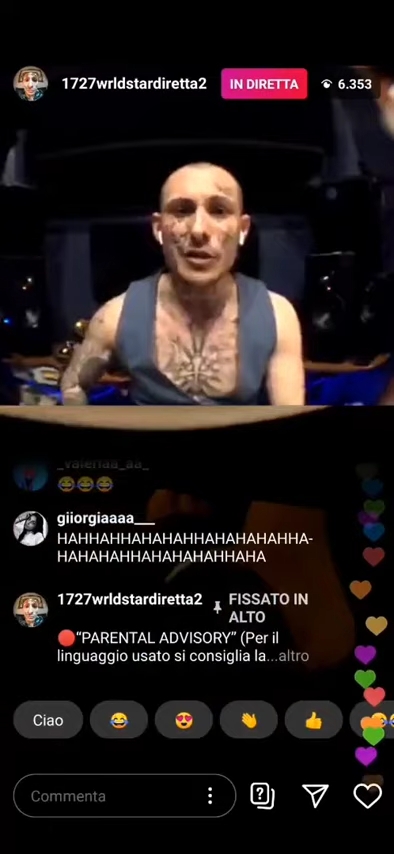 1727wrldstardiretta2
IN DIRETTA
6.353
_valeriaa_aa_
😂😂😂
giiorgiaaaa___
HAHHAHHAHAHAHHAHAHAHAHHA-
HAHAHAHHAHAHAHAHHAHA
1727wrldstardiretta2
FISSATO IN
ALTO
🔴"PARENTAL ADVISORY" (Per il
linguaggio usato si consiglia la...altro
Ciao
Commenta